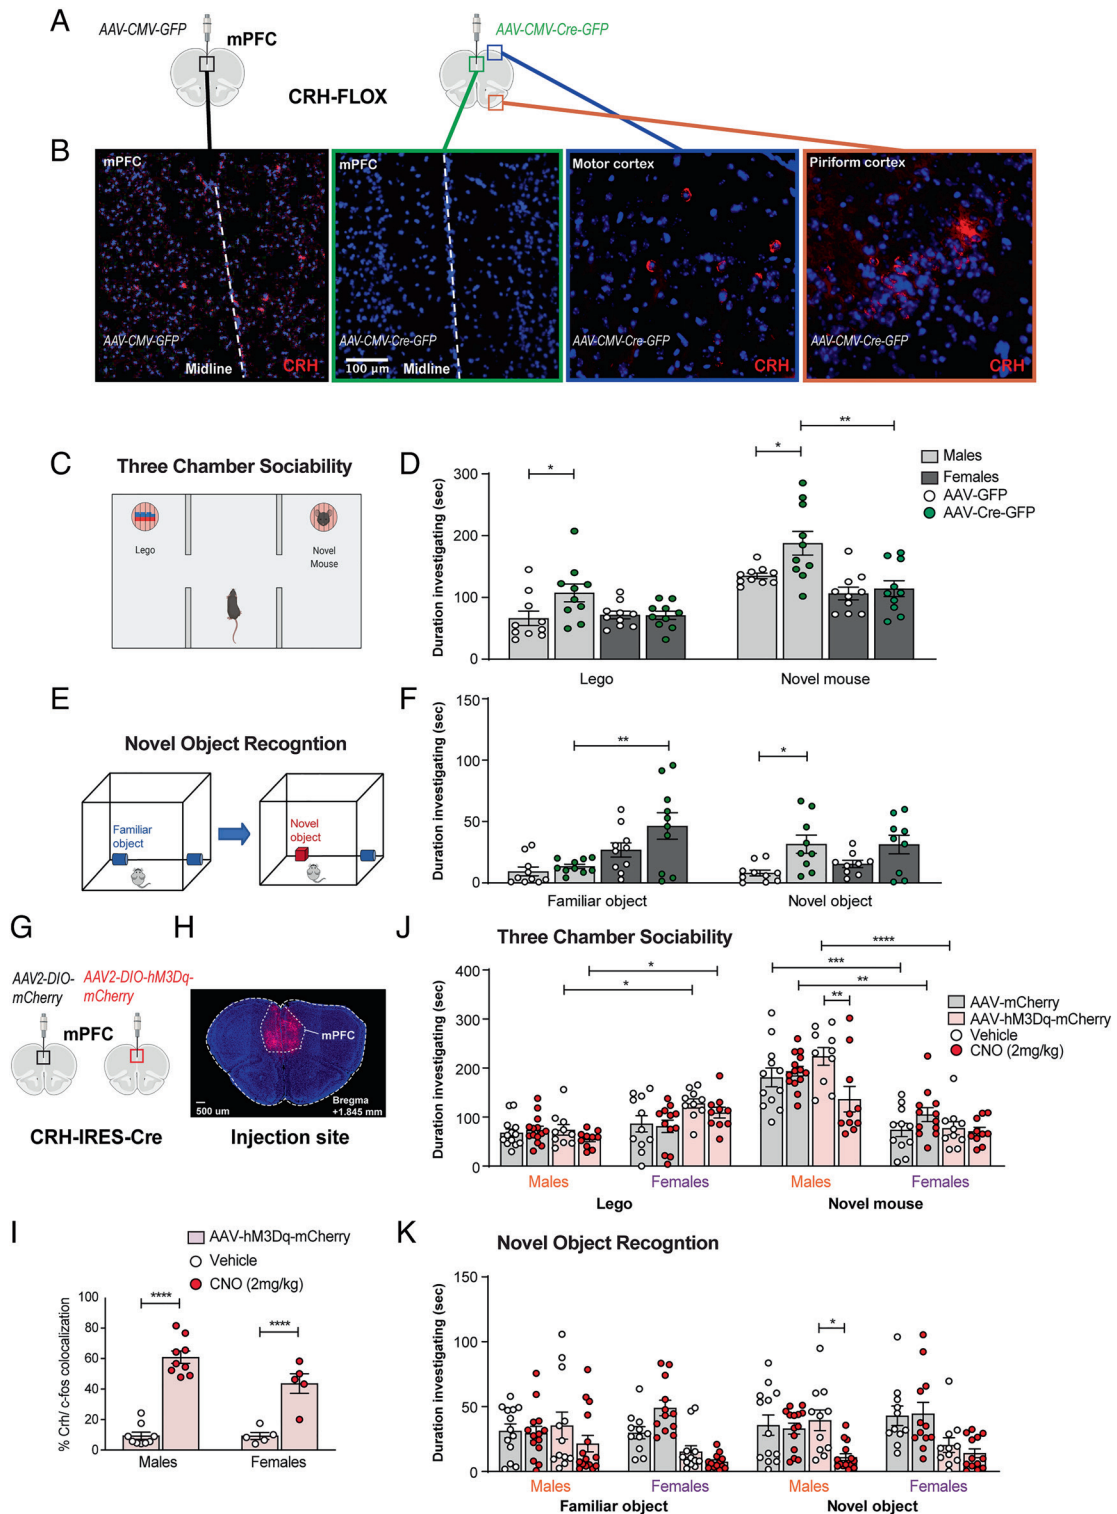 A
AAV-CMV-GFP
mPFC
AAV-CMV-Cre-GFP
CRH-FLOX
B
mPFC
AAV-CMV-GFP
Midline
CRH
mPFC
AAV-CMV-Cre-GFP
100 µm
Midline
Motor cortex
AAV-CMV-Cre-GFP
CRH
Piriform cortex
AAV-CMV-Cre-GFP
CRH
C
Three Chamber Sociability
Lego
Novel
Mouse
D
Duration investigating (sec)
300
200
100
0
*
*
**
Lego
Novel mouse
Males
Females
AAV-GFP
AAV-Cre-GFP
E
Novel Object Recogntion
Familiar
object
Novel
object
F
Duration investigating (sec)
150
100
50
0
**
*
Familiar object
Novel object
G
AAV2-DIO-
mCherry
AAV2-DIO-hM3Dq-
mCherry
mPFC
CRH-IRES-Cre
H
mPFC
500 um
Bregma
+1.845 mm
Injection site
J
Three Chamber Sociability
Duration investigating (sec)
400
300
200
100
0
*
*
****
***
**
**
Males
Females
Males
Females
Lego
Novel mouse
AAV-mCherry
AAV-hM3Dq-mCherry
Vehicle
CNO (2mg/kg)
I
AAV-hM3Dq-mCherry
Vehicle
CNO (2mg/kg)
% Crh/ c-fos colocalization
100
80
60
40
20
0
****
****
Males
Females
K
Novel Object Recogntion
Duration investigating (sec)
150
100
50
0
*
Males
Females
Males
Females
Familiar object
Novel object